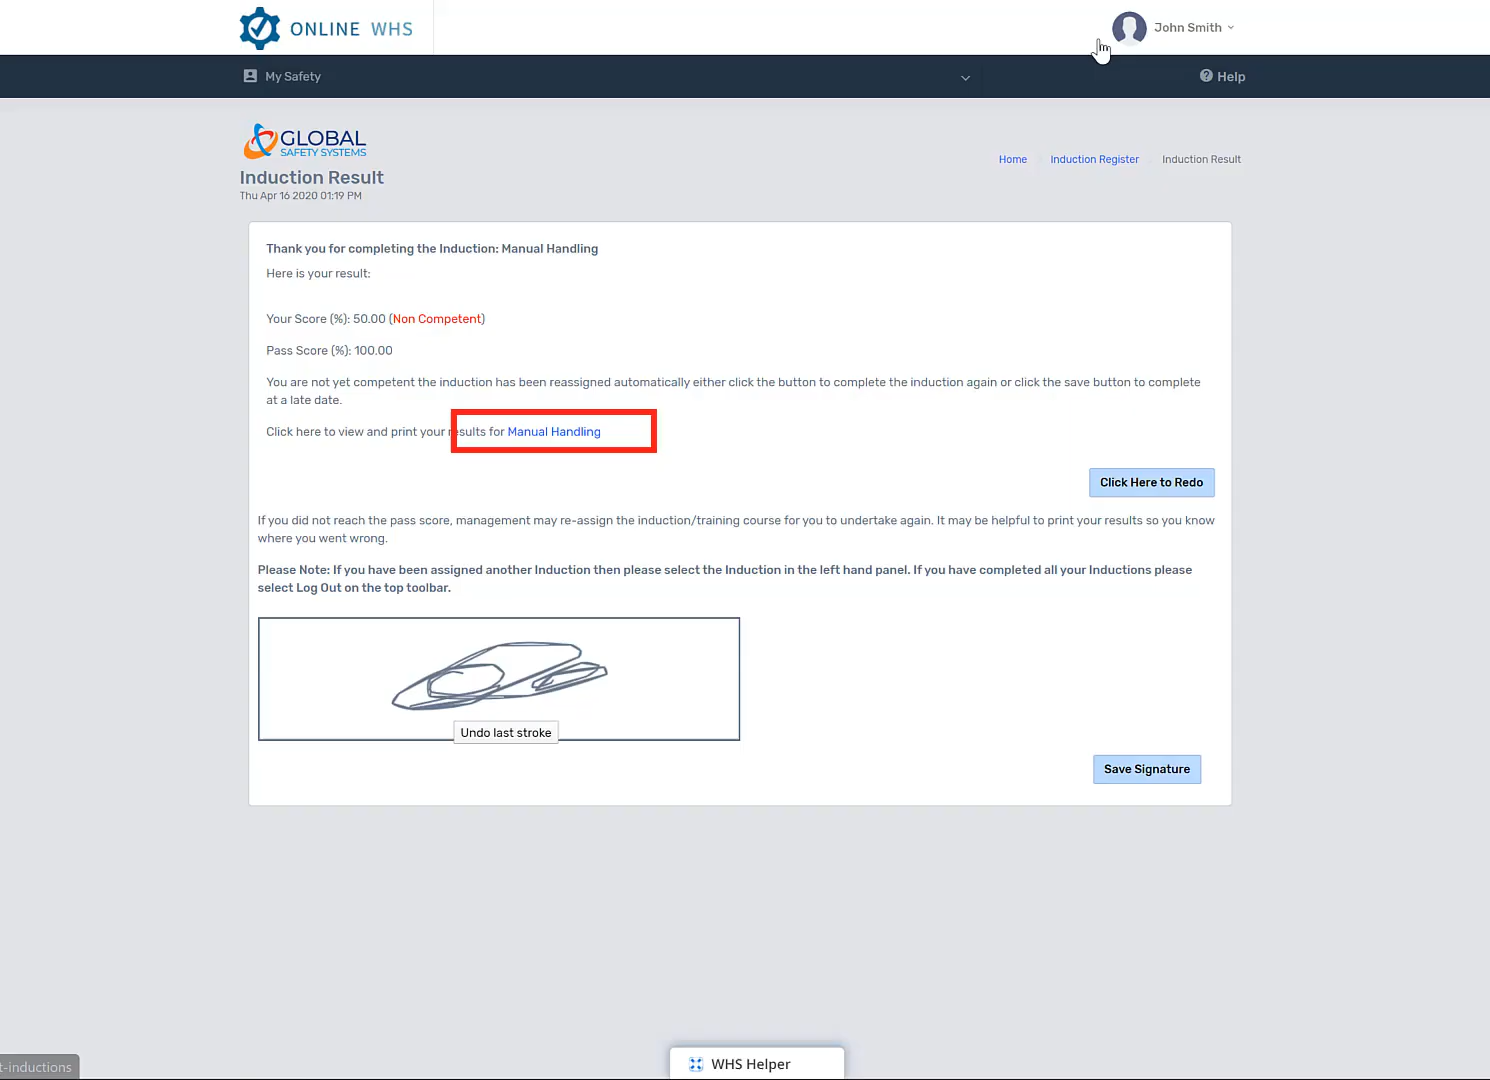 ONLINE WHS
John Smith
My Safety
Help
GLOBAL
SAFETY SYSTEMS
Home Induction Register Induction Result
Induction Result
Thu Apr 16 2020 01:19 PM
Thank you for completing the Induction: Manual Handling
Here is your result:
Your Score (%): 50.00 (Non Competent)
Pass Score (%): 100.00
You are not yet competent the induction has been reassigned automatically either click the button to complete the induction again or click the save button to complete
at a late date.
Click here to view and print your results for Manual Handling
Click Here to Redo
If you did not reach the pass score, management may re-assign the induction/training course for you to undertake again. It may be helpful to print your results so you know
where you went wrong.
Please Note: If you have been assigned another Induction then please select the Induction in the left hand panel. If you have completed all your Inductions please
select Log Out on the top toolbar.
Undo last stroke
Save Signature
WHS Helper
t-inductions